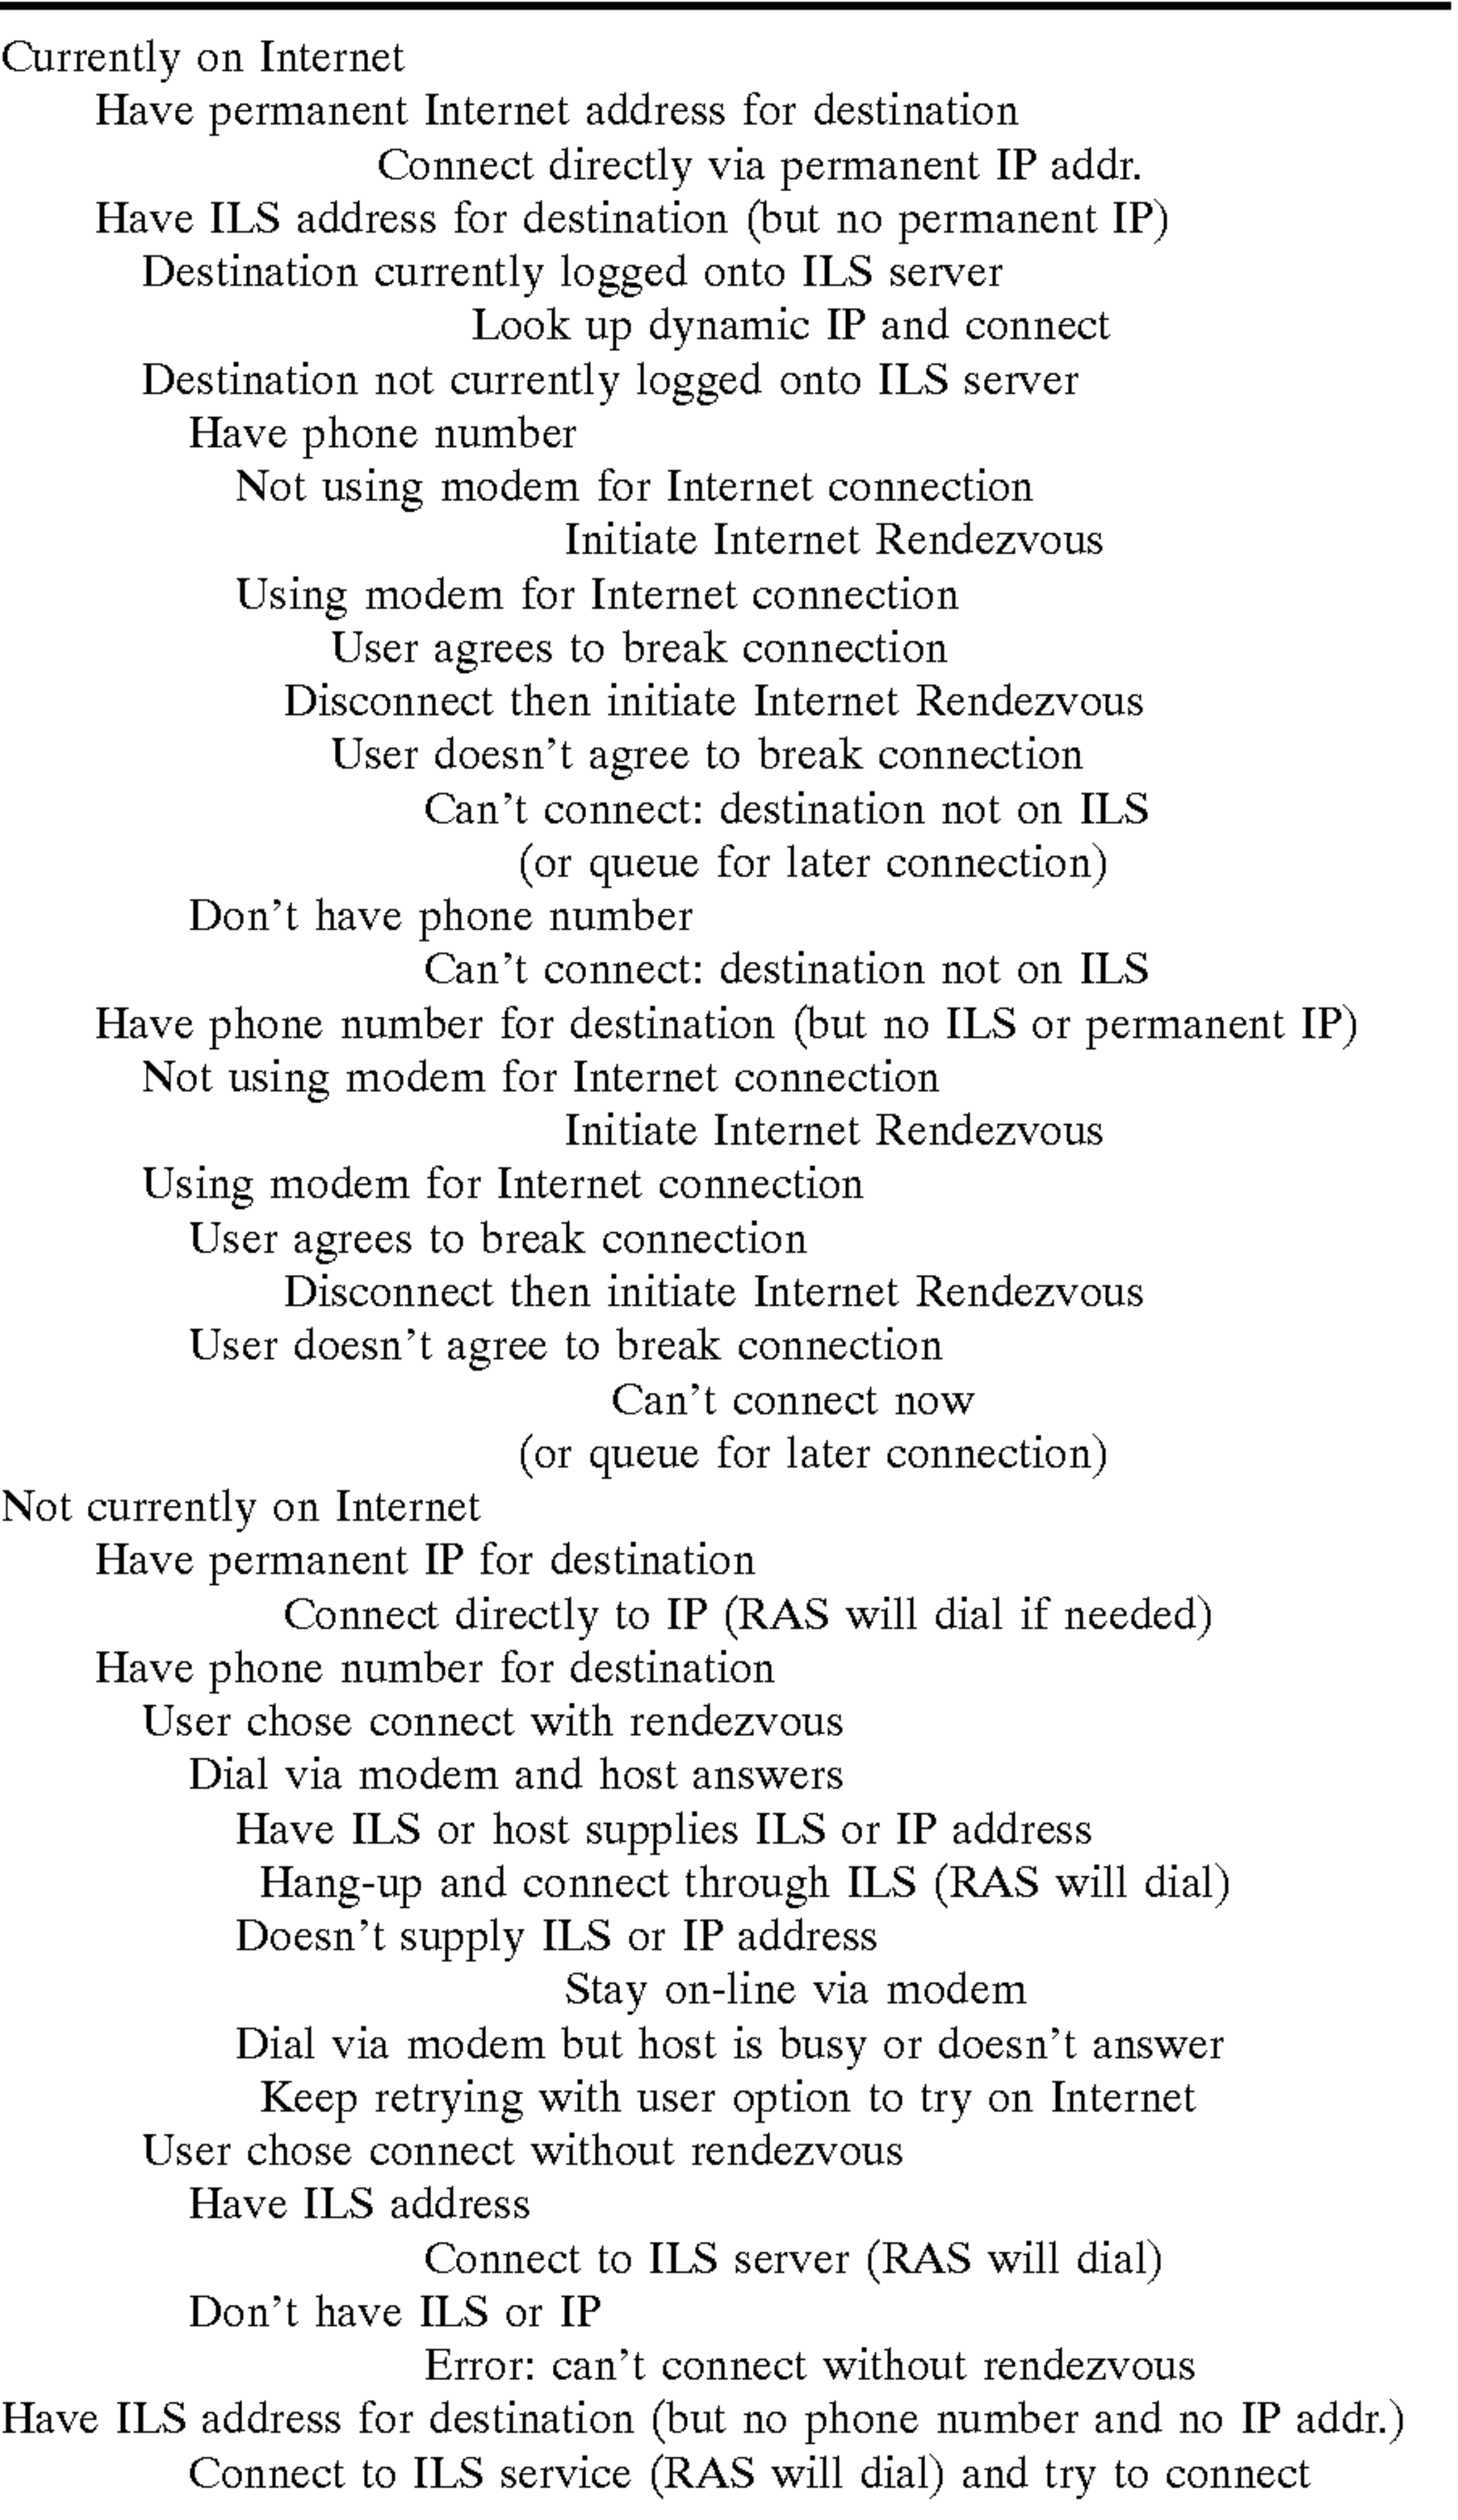 Currently on Internet
Have permanent Internet address for destination
Connect directly via permanent IP addr.
Have ILS address for destination (but no permanent IP)
Destination currently logged onto ILS server
Look up dynamic IP and connect
Destination not currently logged onto ILS server
Have phone number
Not using modem for Internet connection
Initiate Internet Rendezvous
Using modem for Internet connection
User agrees to break connection
Disconnect then initiate Internet Rendezvous
User doesn't agree to break connection
Can't connect: destination not on ILS
(or queue for later connection)
Don't have phone number
Can't connect: destination not on ILS
Have phone number for destination (but no ILS or permanent IP)
Not using modem for Internet connection
Initiate Internet Rendezvous
Using modem for Internet connection
User agrees to break connection
Disconnect then initiate Internet Rendezvous
User doesn't agree to break connection
Can't connect now
(or queue for later connection)
Not currently on Internet
Have permanent IP for destination
Connect directly to IP (RAS will dial if needed)
Have phone number for destination
User chose connect with rendezvous
Dial via modem and host answers
Have ILS or host supplies ILS or IP address
Hang-up and connect through ILS (RAS will dial)
Doesn't supply ILS or IP address
Stay on-line via modem
Dial via modem but host is busy or doesn't answer
Keep retrying with user option to try on Internet
User chose connect without rendezvous
Have ILS address
Connect to ILS server (RAS will dial)
Don't have ILS or IP
Error: can't connect without rendezvous
Have ILS address for destination (but no phone number and no IP addr.)
Connect to ILS service (RAS will dial) and try to connect